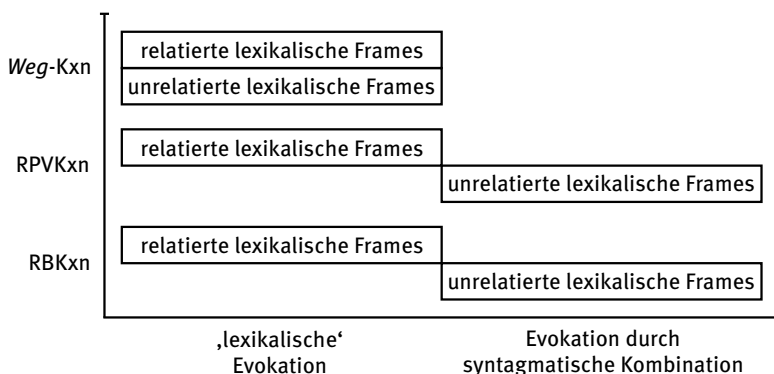 relatierte lexikalische Frames
Weg-Kxn
unrelatierte lexikalische Frames
relatierte lexikalische Frames
RPVKxn
unrelatierte lexikalische Frames
relatierte lexikalische Frames
RBKxn
unrelatierte lexikalische Frames
‚lexikalische‘
Evokation
Evokation durch
syntagmatische Kombination